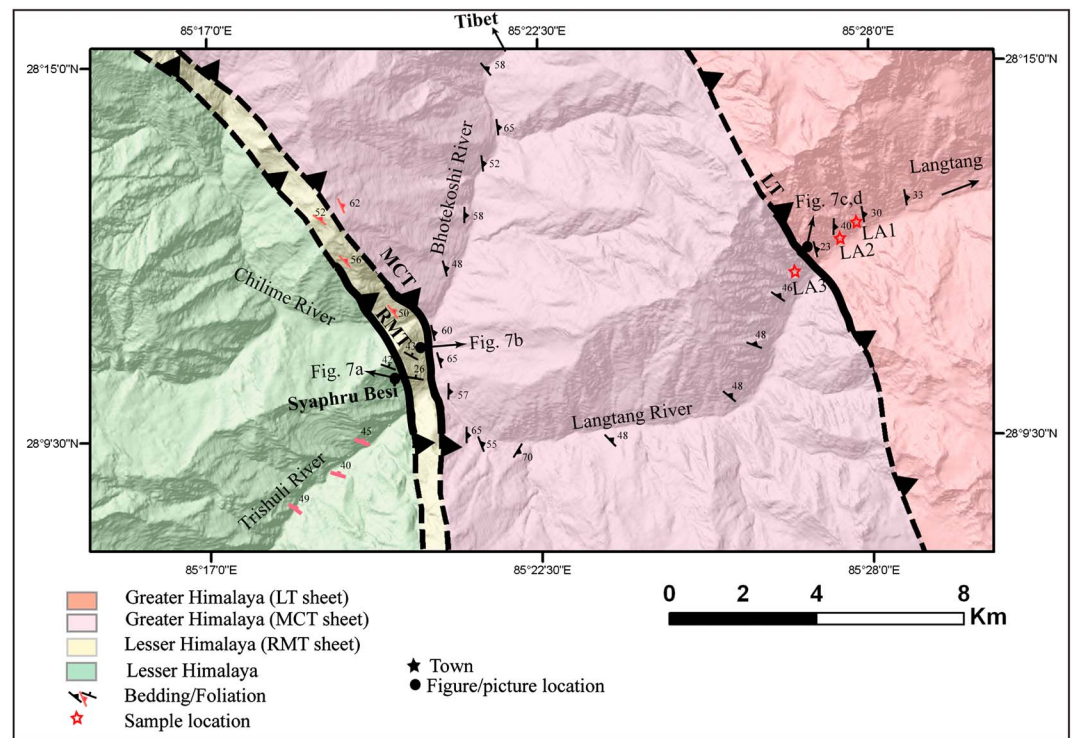 Tibet
85°17'0"E
85°22'30"E
85°28'0"E
28°15'0"N
28°15'0"N
58
65
52
Bhotekoshi River
58
48
LT
Langtang
33
Fig. 7c,d
30
40
LA1
LA2
23
LA3
46
62
52
56
MCT
Chilime River
50
RMT
60
43
Fig. 7b
65
42
26
Fig. 7a
57
Syaphru Besi
48
48
Langtang River
65
55
70
48
45
40
49
Trishuli River
28°9'30"N
28°9'30"N
85°17'0"E
85°22'30"E
85°28'0"E
Greater Himalaya (LT sheet)
Greater Himalaya (MCT sheet)
Lesser Himalaya (RMT sheet)
Lesser Himalaya
Bedding/Foliation
Sample location
Town
Figure/picture location
0 2 4 8
Km